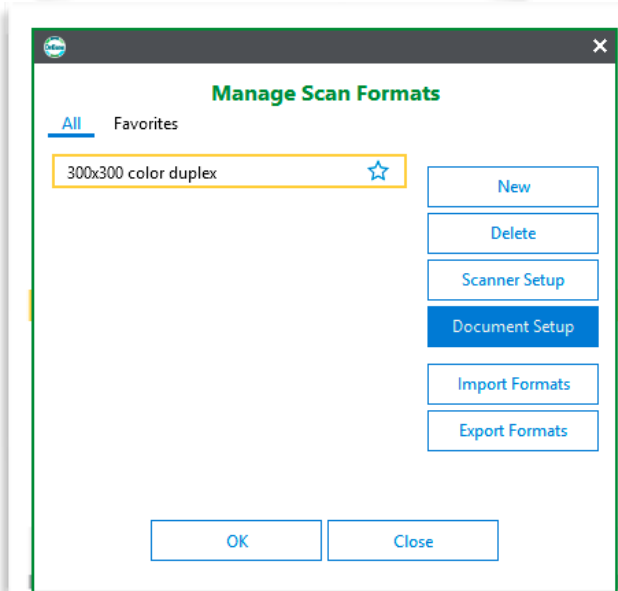 Manage Scan Formats
All Favorites
300x300 color duplex
New
Delete
Scanner Setup
Document Setup
Import Formats
Export Formats
OK Close